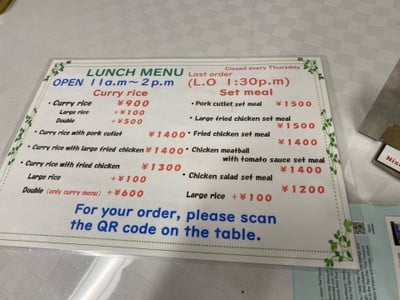 LUNCH MENU
Closed every Thursday
OPEN 11a.m~2p.m
Last order
(L.O 1:30p.m)
Curry rice
・Curry rice ¥900
Large rice +¥100
Double +¥500
・Curry rice with pork cutlet ¥1400
・Curry rice with large fried chicken ¥1400
・Curry rice with fried chicken ¥1300
Large rice +¥100
Double (only curry menu) +¥600
Set meal
・Pork cutlet set meal ¥1500
・Large fried chicken set meal
¥1500
・Fried chicken set meal
¥1400
・Chicken meatball
with tomato sauce set meal
¥1400
・Chicken salad set meal
¥1200
Large rice +¥100
For your order, please scan
the QR code on the table.